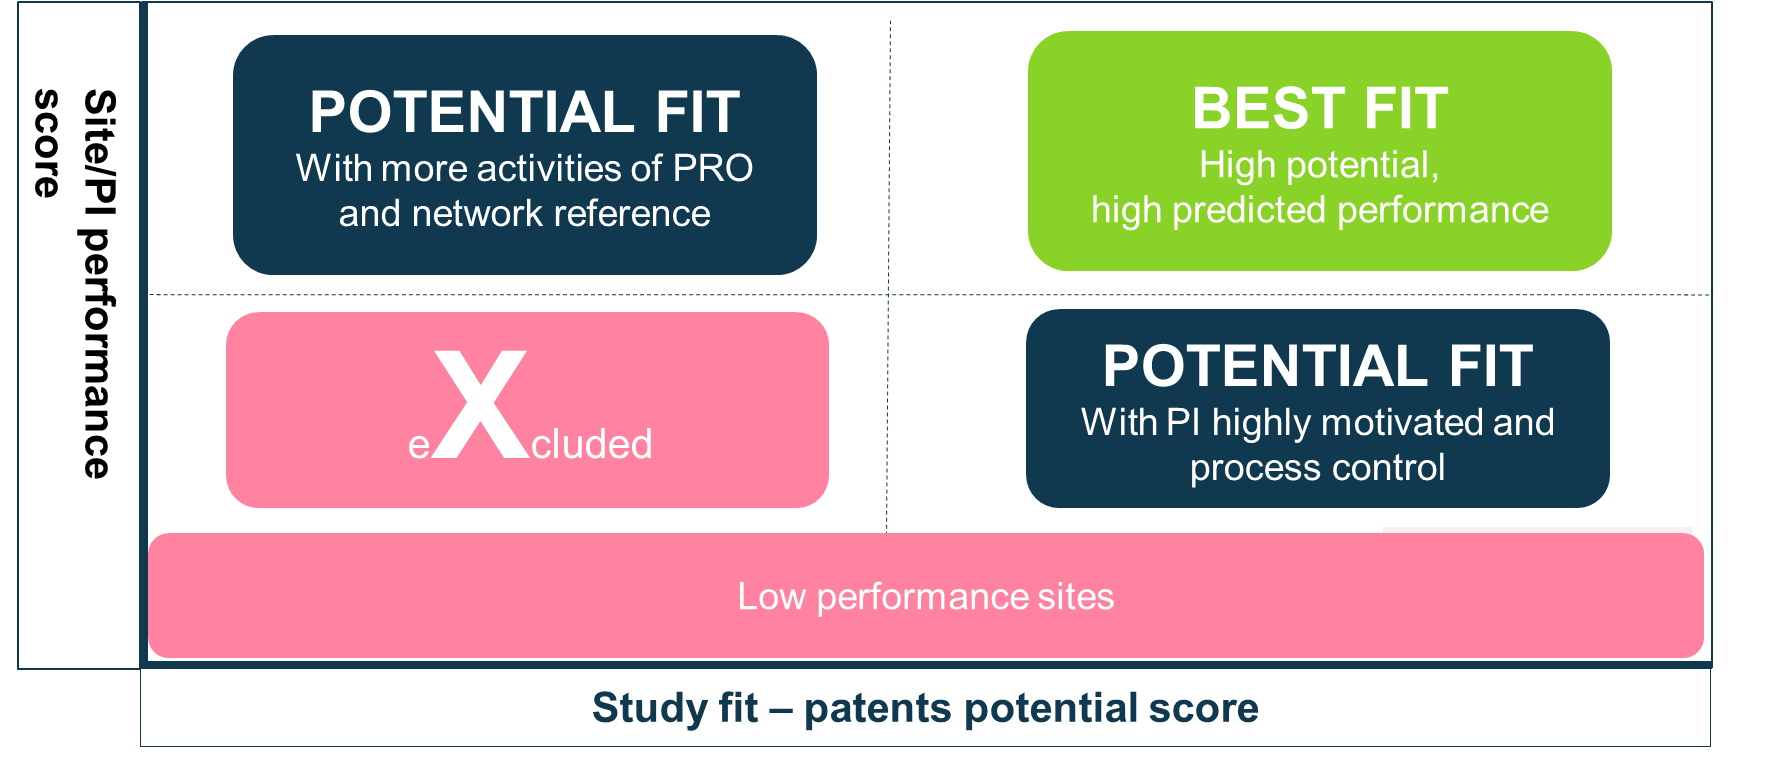 Site/PI performance
score
POTENTIAL FIT
With more activities of PRO
and network reference
BEST FIT
High potential,
high predicted performance
eXcluded
POTENTIAL FIT
With PI highly motivated and
process control
Low performance sites
Study fit – patents potential score